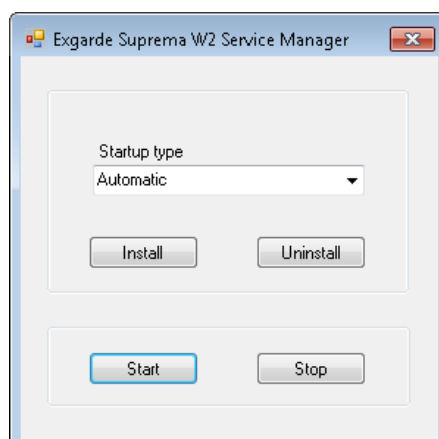 Exgarde Suprema W2 Service Manager
Startup type
Automatic
Install Uninstall
Start Stop